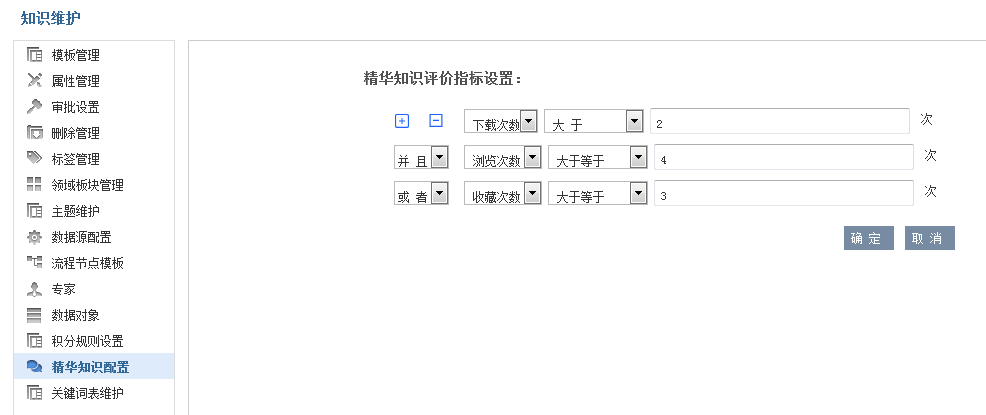 知识维护
模板管理
属性管理
审批设置
删除管理
标签管理
领域板块管理
主题维护
数据源配置
流程节点模板
专家
数据对象
积分规则设置
精华知识配置
关键词表维护
精华知识评价指标设置：
下载次数 大于 2 次
并且 浏览次数 大于等于 4 次
或者 收藏次数 大于等于 3 次
确定 取消